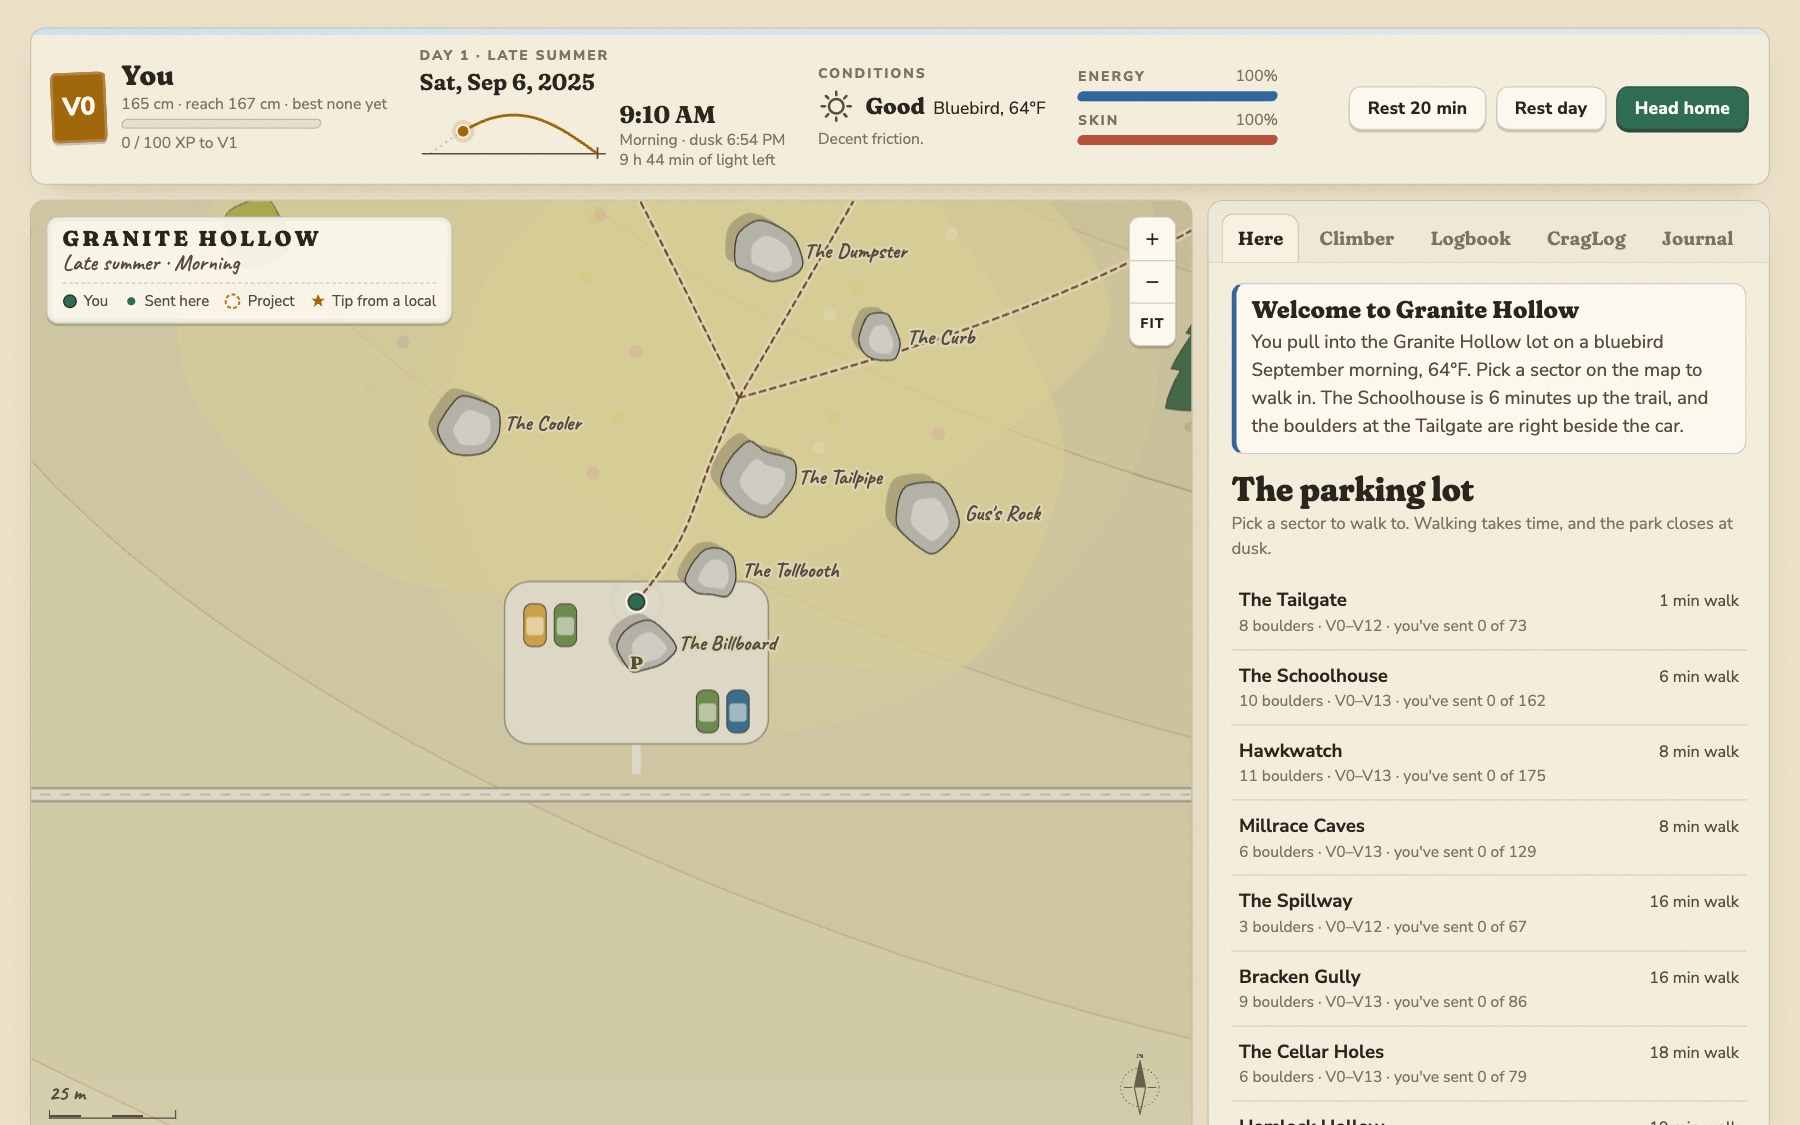 V0
You
165 cm · reach 167 cm · best none yet
0 / 100 XP to V1
DAY 1 · LATE SUMMER
Sat, Sep 6, 2025
9:10 AM
Morning · dusk 6:54 PM
9 h 44 min of light left
CONDITIONS
Good Bluebird, 64°F
Decent friction.
ENERGY 100%
SKIN 100%
Rest 20 min
Rest day
Head home
GRANITE HOLLOW
Late summer · Morning
You
Sent here
Project
Tip from a local
+
−
FIT
The Dumpster
The Curb
The Cooler
The Tailpipe
Gus's Rock
The Tollbooth
The Billboard
P
25 m
N
Here
Climber
Logbook
CragLog
Journal
Welcome to Granite Hollow
You pull into the Granite Hollow lot on a bluebird
September morning, 64°F. Pick a sector on the map to
walk in. The Schoolhouse is 6 minutes up the trail, and
the boulders at the Tailgate are right beside the car.
The parking lot
Pick a sector to walk to. Walking takes time, and the park closes at
dusk.
The Tailgate 1 min walk
8 boulders · V0–V12 · you've sent 0 of 73
The Schoolhouse 6 min walk
10 boulders · V0–V13 · you've sent 0 of 162
Hawkwatch 8 min walk
11 boulders · V0–V13 · you've sent 0 of 175
Millrace Caves 8 min walk
6 boulders · V0–V13 · you've sent 0 of 129
The Spillway 16 min walk
3 boulders · V0–V12 · you've sent 0 of 67
Bracken Gully 16 min walk
9 boulders · V0–V13 · you've sent 0 of 86
The Cellar Holes 18 min walk
6 boulders · V0–V13 · you've sent 0 of 79
Hemlock Hollow